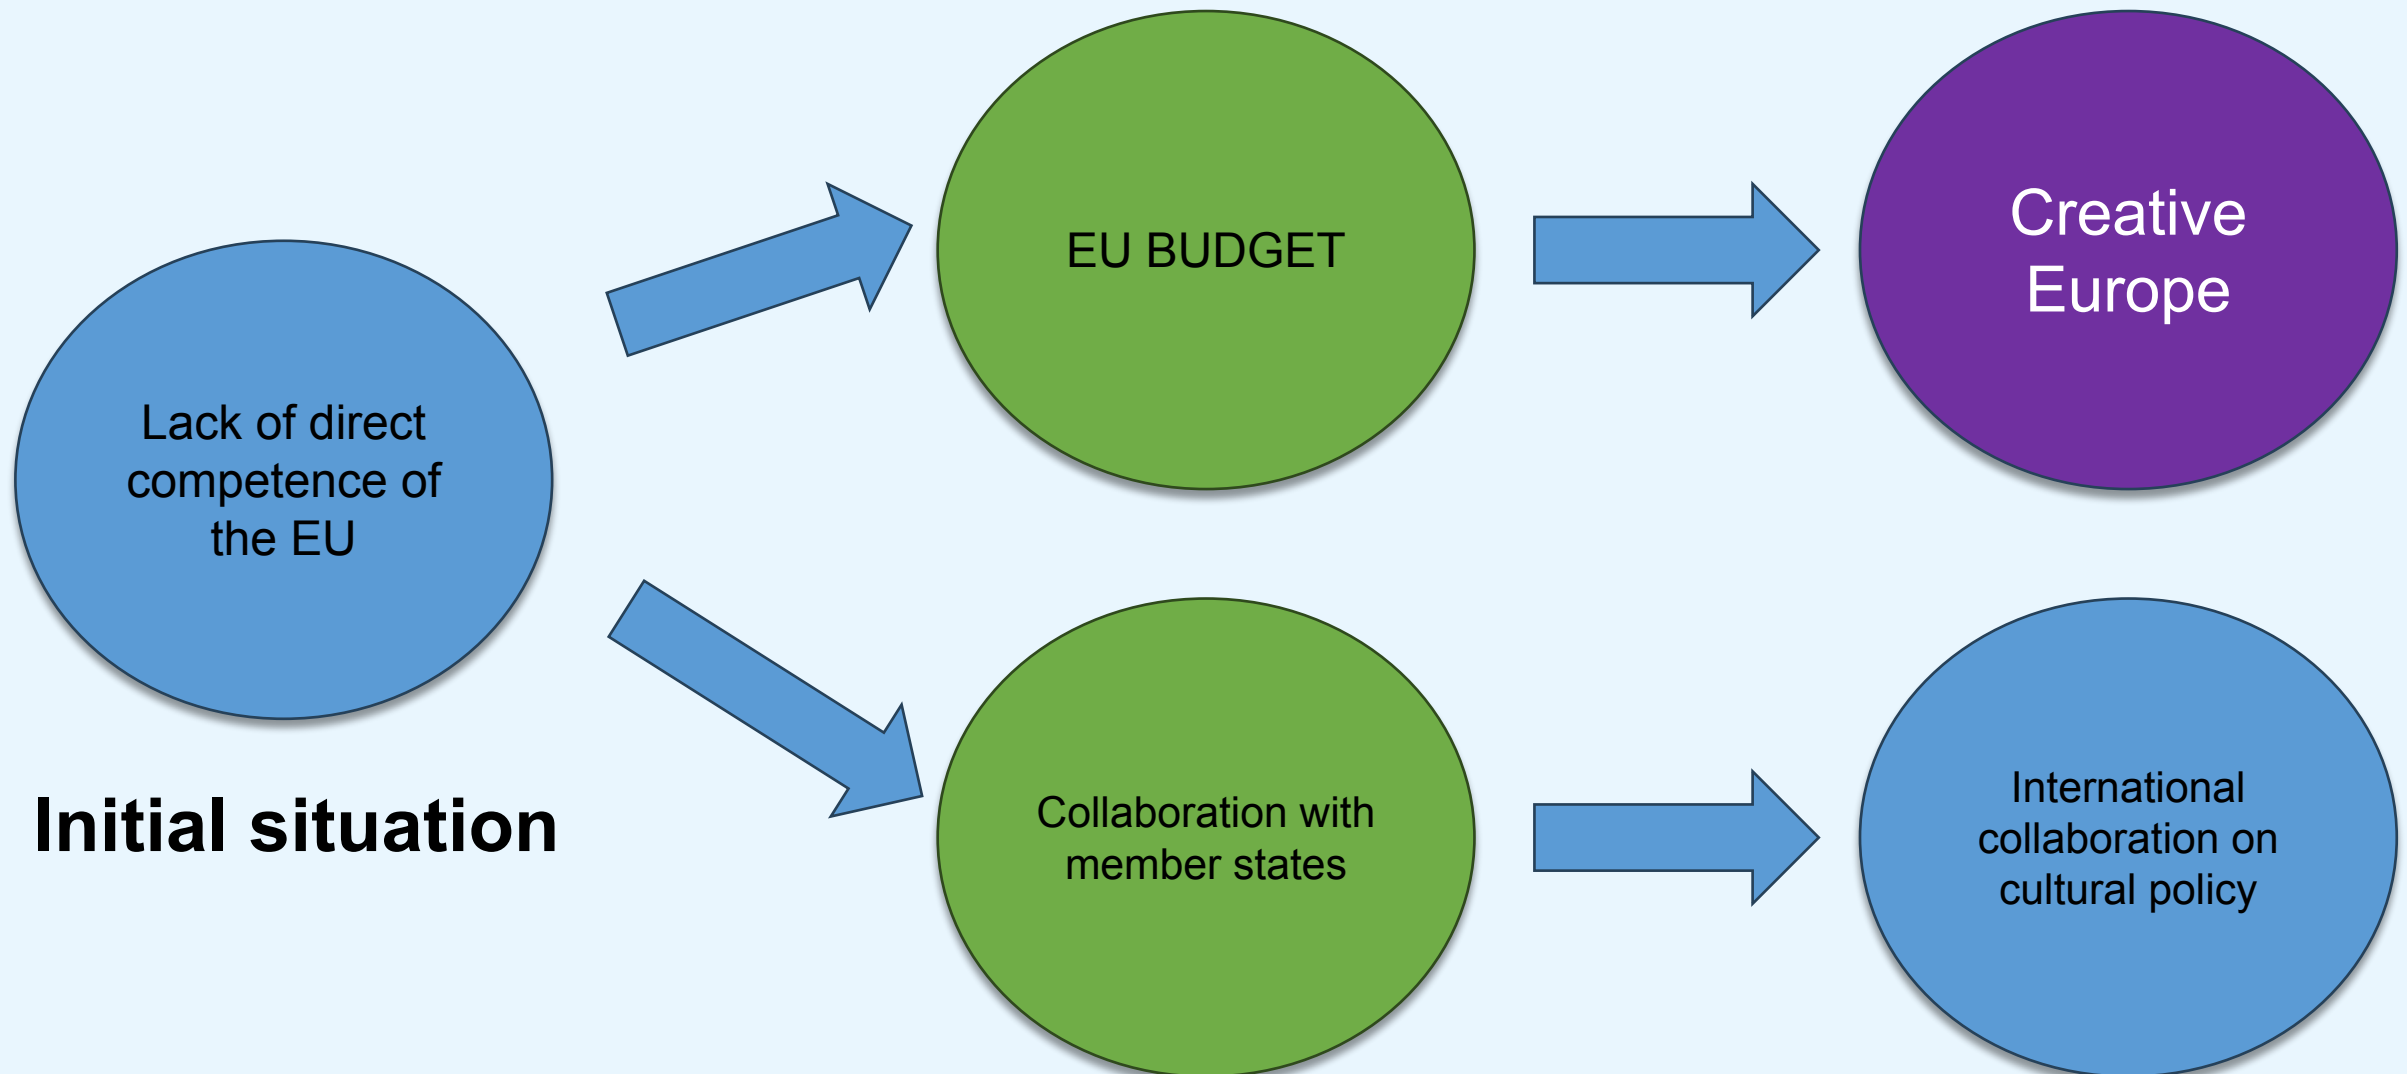 Lack of direct
competence of
the EU
Initial situation
EU BUDGET
Creative
Europe
Collaboration with
member states
International
collaboration on
cultural policy